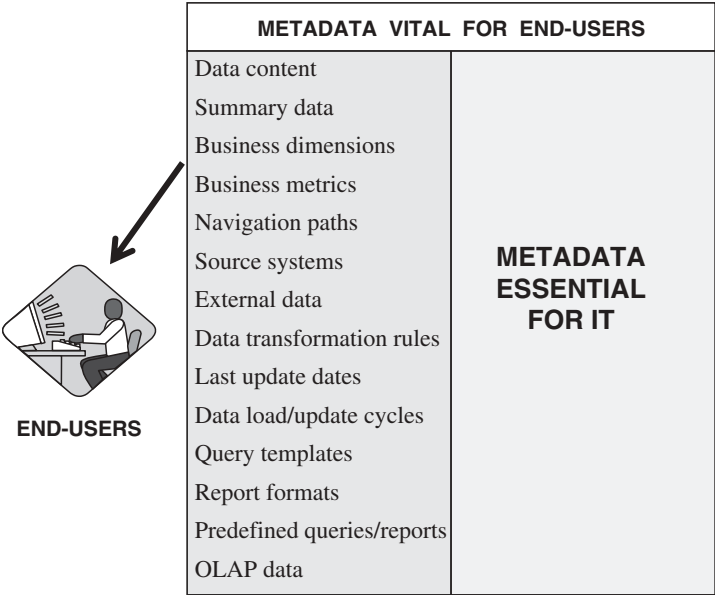 METADATA VITAL FOR END-USERS
Data content
Summary data
Business dimensions
Business metrics
Navigation paths
Source systems
External data
Data transformation rules
Last update dates
Data load/update cycles
Query templates
Report formats
Predefined queries/reports
OLAP data
METADATA
ESSENTIAL
FOR IT
END-USERS